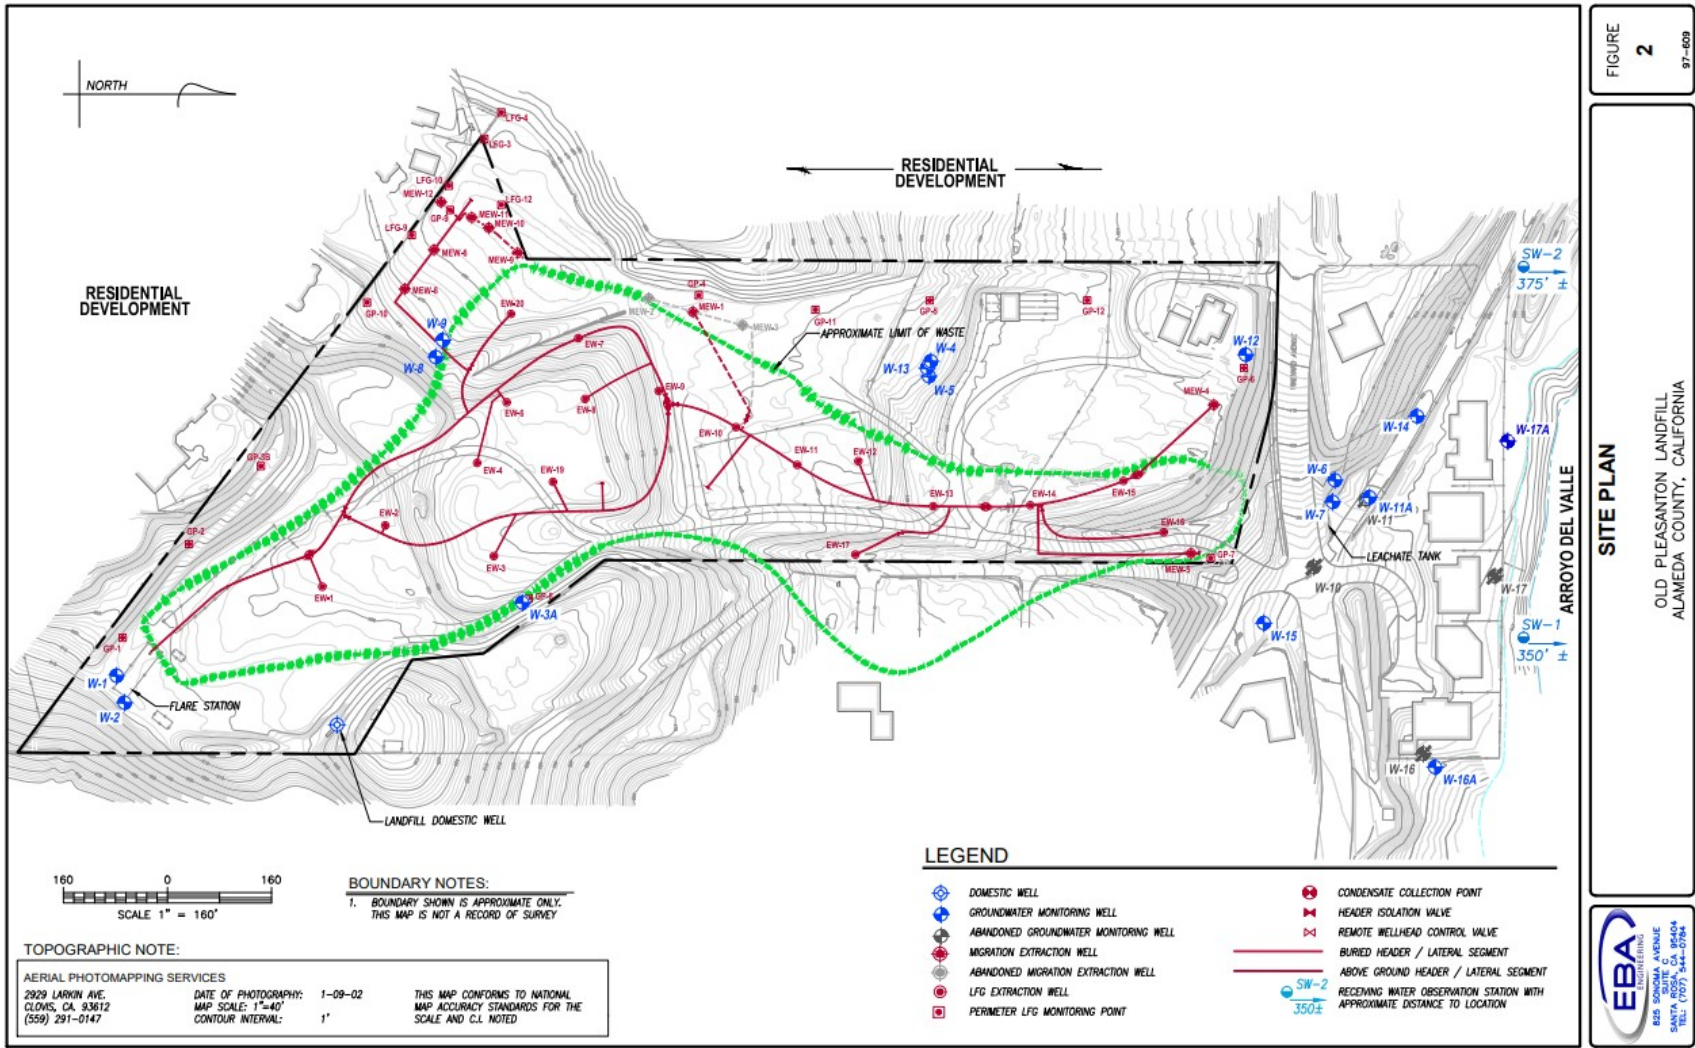 NORTH
RESIDENTIAL
DEVELOPMENT
RESIDENTIAL
DEVELOPMENT
LFG-4
LFG-3
LFG-10
MEW-12
LFG-12
MEW-11
MEW-10
LFG-9
MEW-9
MEW-6
GP-10
EW-20
W-9
W-8
EW-7
MEW-2
GP-4
MEW-1
MEW-3
GP-11
APPROXIMATE LIMIT OF WASTE
W-4
W-13
W-5
GP-12
W-12
GP-6
MEW-4
SW-2
375' ±
W-14
W-17A
EW-9
EW-8
EW-10
EW-11
EW-12
EW-4
EW-19
GP-3B
EW-2
GP-2
EW-3
EW-1
EW-13
EW-14
EW-15
EW-16
EW-17
GP-7
MEW-5
W-6
W-7
W-11A
W-11
LEACHATE TANK
W-10
W-17
W-15
SW-1
350' ±
ARROYO DEL VALLE
W-3A
GP-1
W-1
W-2
FLARE STATION
LANDFILL DOMESTIC WELL
W-16
W-16A
160 0 160
SCALE 1" = 160'
BOUNDARY NOTES:
1. BOUNDARY SHOWN IS APPROXIMATE ONLY.
THIS MAP IS NOT A RECORD OF SURVEY
TOPOGRAPHIC NOTE:
AERIAL PHOTOMAPPING SERVICES
2929 LARKIN AVE.
CLOVIS, CA. 93612
(559) 291-0147
DATE OF PHOTOGRAPHY: 1-09-02
MAP SCALE: 1"=40'
CONTOUR INTERVAL: 1'
THIS MAP CONFORMS TO NATIONAL
MAP ACCURACY STANDARDS FOR THE
SCALE AND C.I. NOTED
LEGEND
DOMESTIC WELL
GROUNDWATER MONITORING WELL
ABANDONED GROUNDWATER MONITORING WELL
MIGRATION EXTRACTION WELL
ABANDONED MIGRATION EXTRACTION WELL
LFG EXTRACTION WELL
PERIMETER LFG MONITORING POINT
CONDENSATE COLLECTION POINT
HEADER ISOLATION VALVE
REMOTE WELLHEAD CONTROL VALVE
BURIED HEADER / LATERAL SEGMENT
ABOVE GROUND HEADER / LATERAL SEGMENT
SW-2
350±
RECEIVING WATER OBSERVATION STATION WITH
APPROXIMATE DISTANCE TO LOCATION
FIGURE
2
97-609
SITE PLAN
OLD PLEASANTON LANDFILL
ALAMEDA COUNTY, CALIFORNIA
EBA
ENGINEERING
825 SONOMA AVENUE
SUITE C
SANTA ROSA, CA 95404
TEL: (707) 544-0784